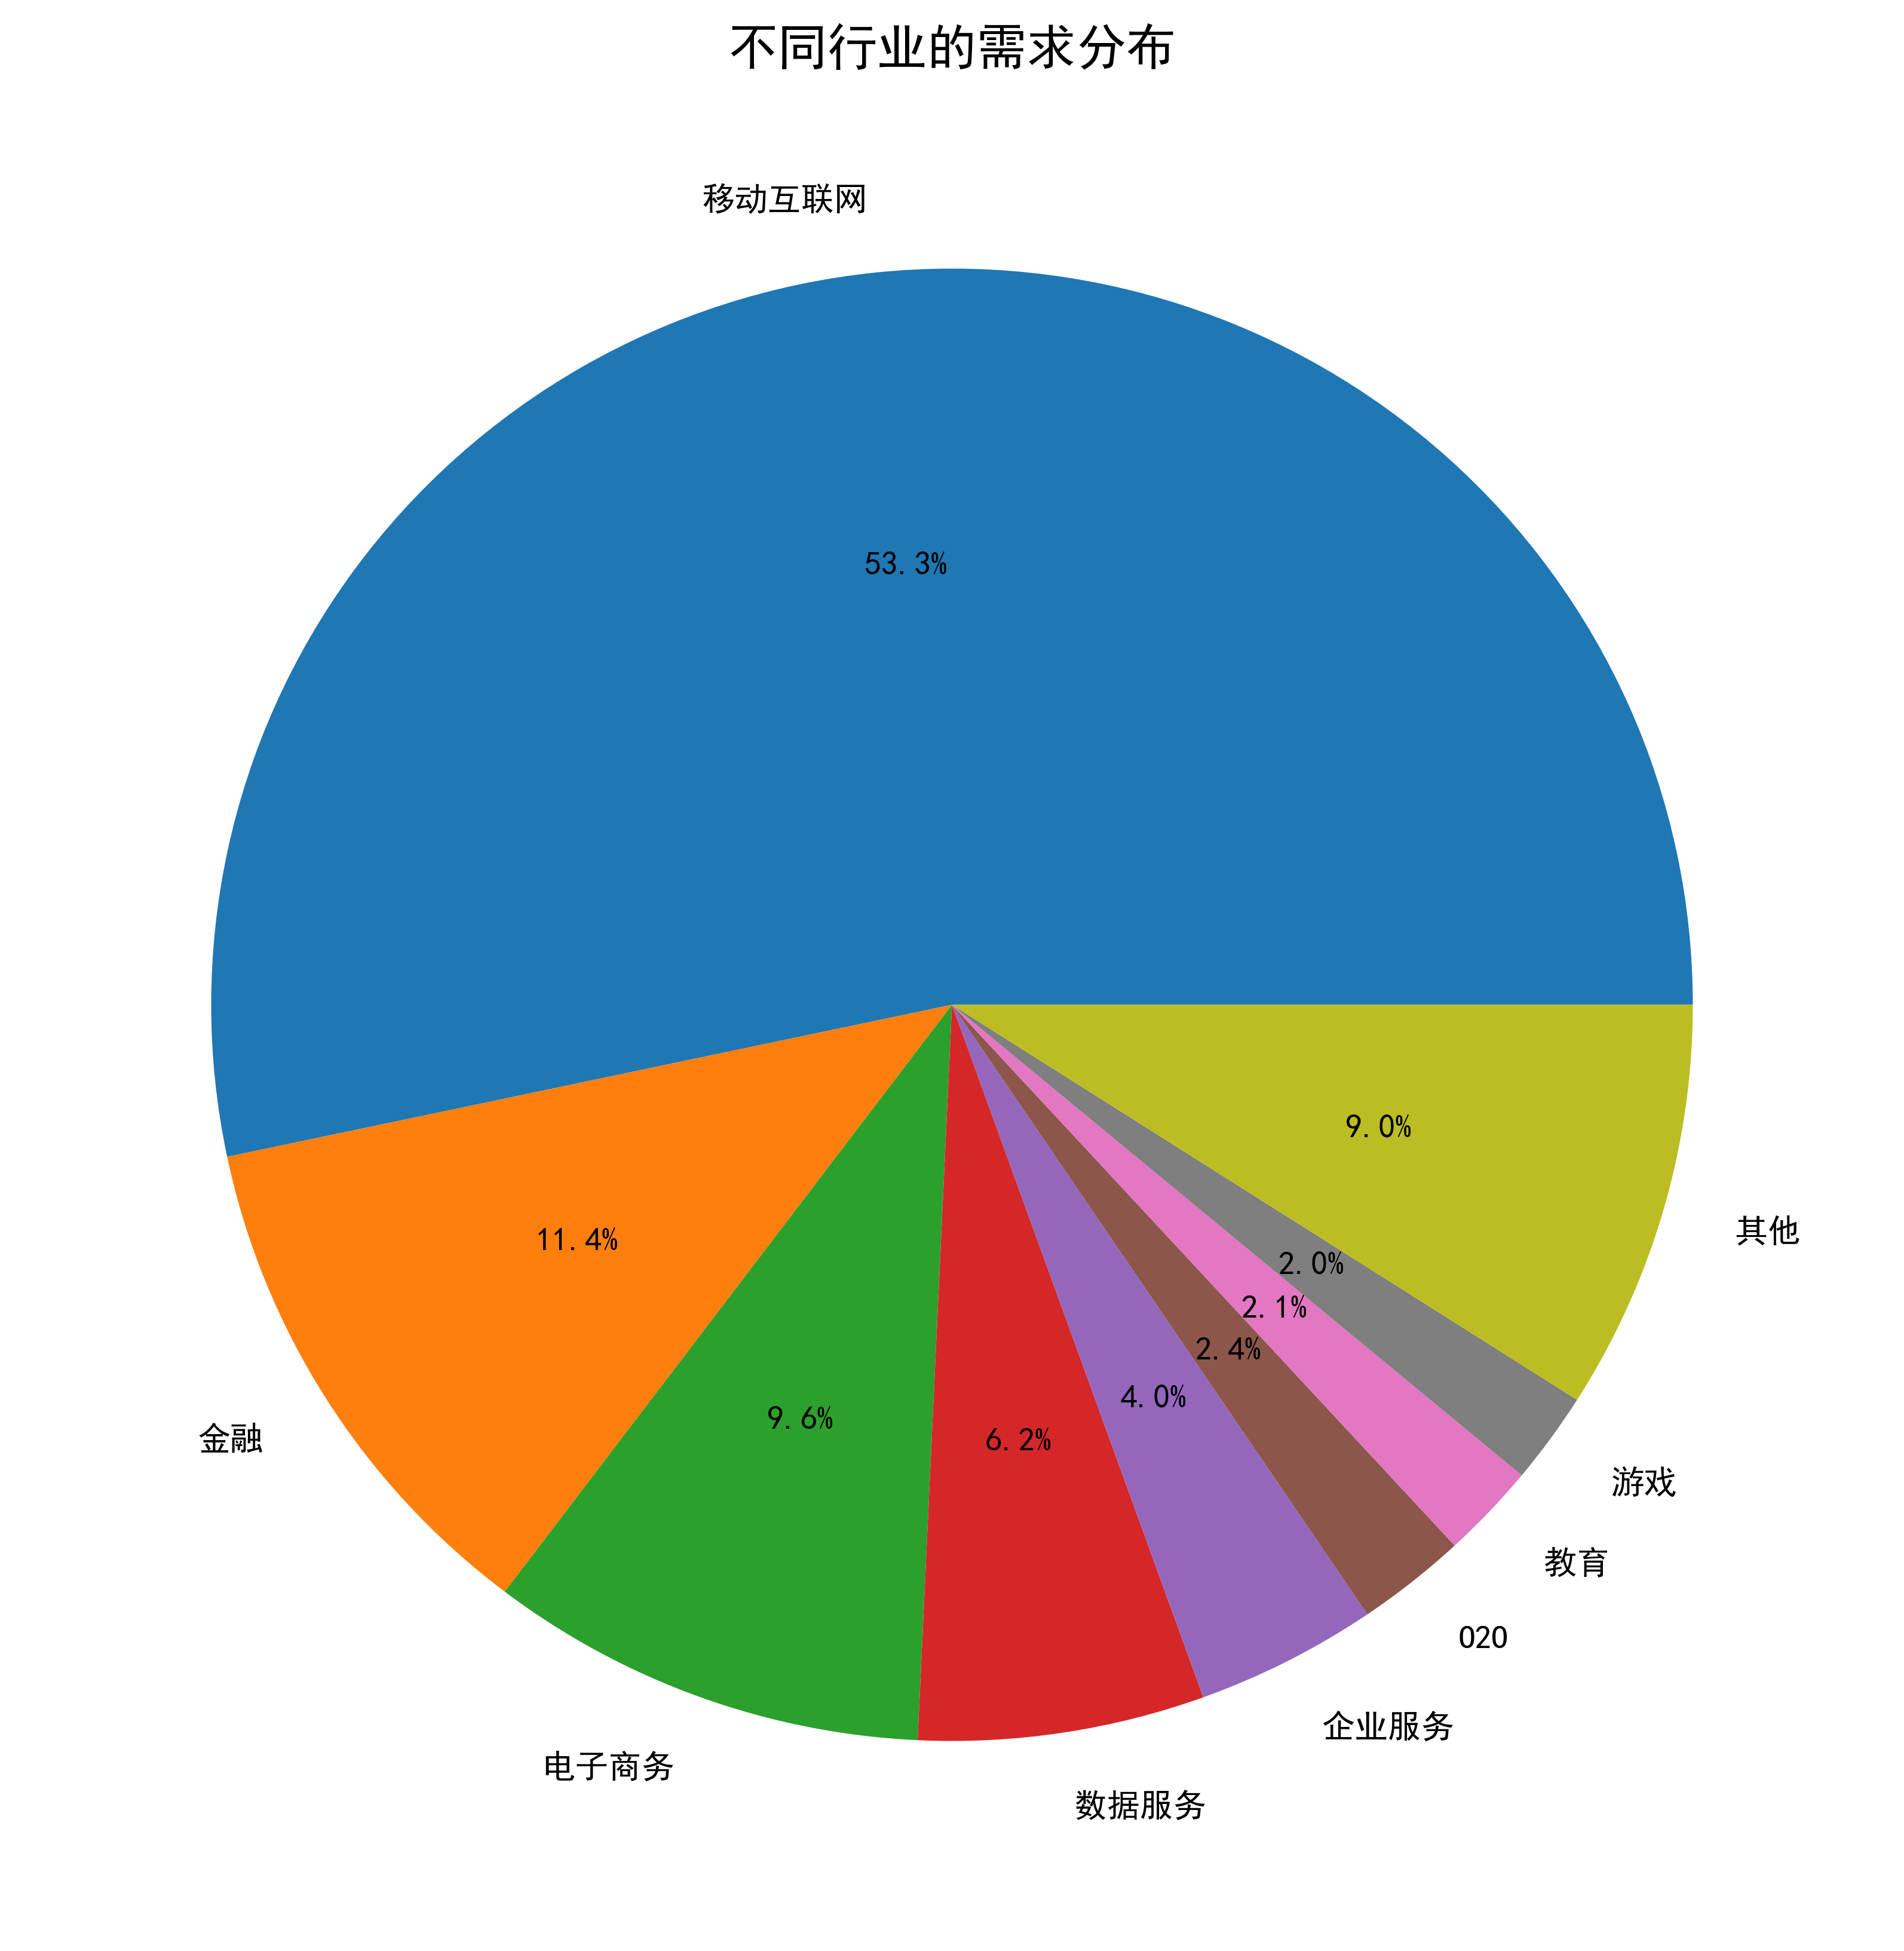 不同行业的需求分布
移动互联网
53.3%
11.4%
9.6%
6.2%
4.0%
2.4%
2.1%
2.0%
9.0%
金融
电子商务
数据服务
企业服务
O2O
教育
游戏
其他